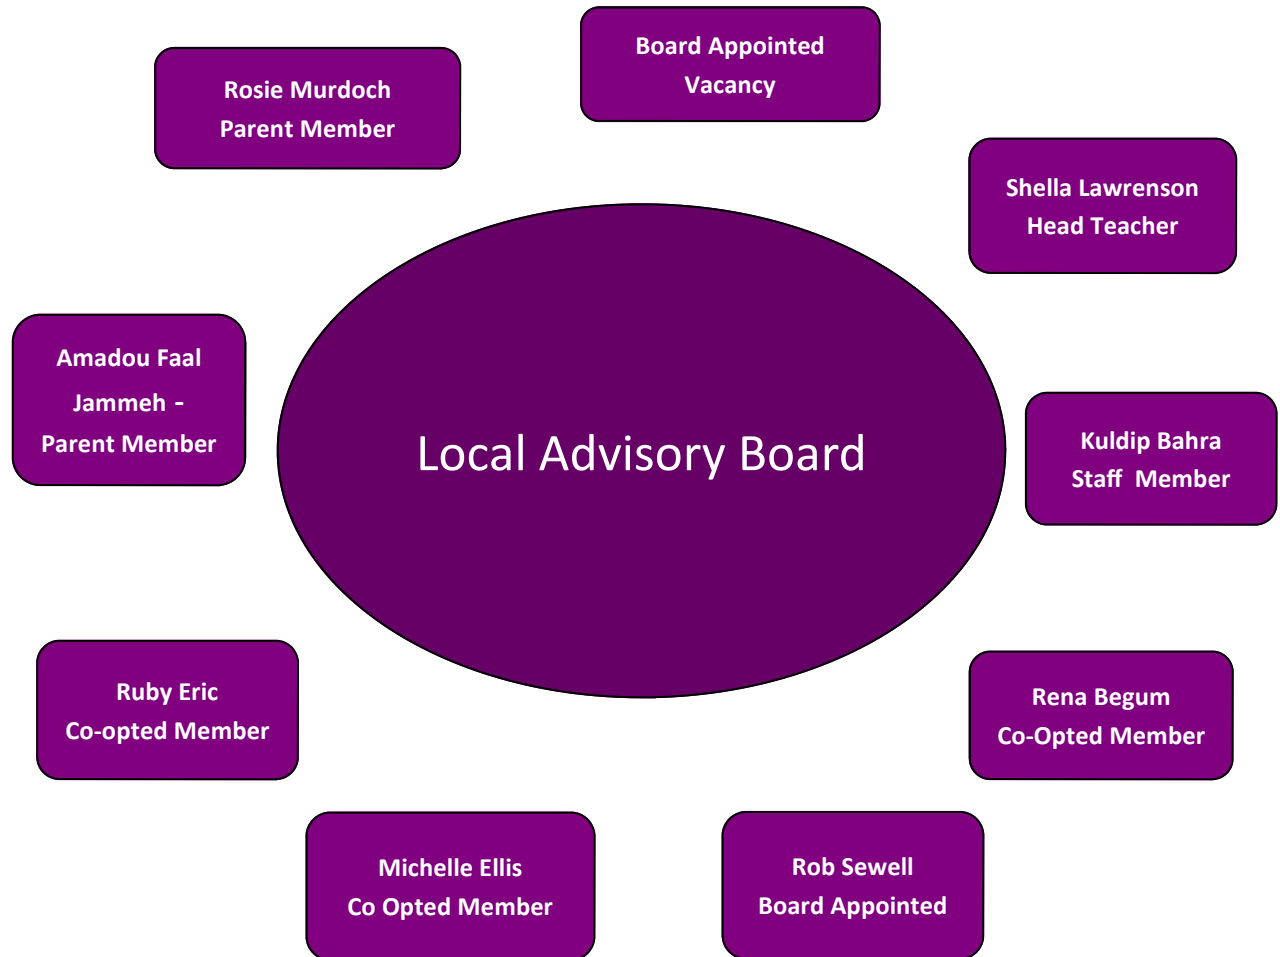 Board Appointed
Vacancy
Rosie Murdoch
Parent Member
Shella Lawrenson
Head Teacher
Amadou Faal
Jammeh -
Parent Member
Local Advisory Board
Kuldip Bahra
Staff  Member
Ruby Eric
Co-opted Member
Rena Begum
Co-Opted Member
Michelle Ellis
Co Opted Member
Rob Sewell
Board Appointed